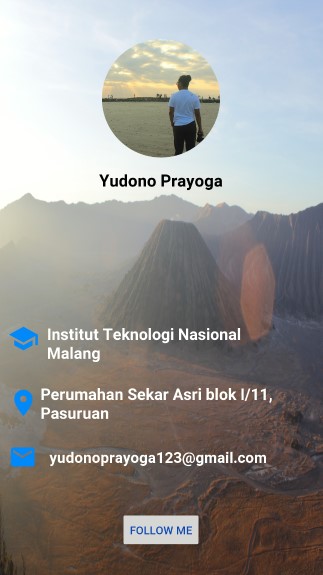 Yudono Prayoga
Institut Teknologi Nasional
Malang
Perumahan Sekar Asri blok I/11,
Pasuruan
yudonoprayoga123@gmail.com
FOLLOW ME